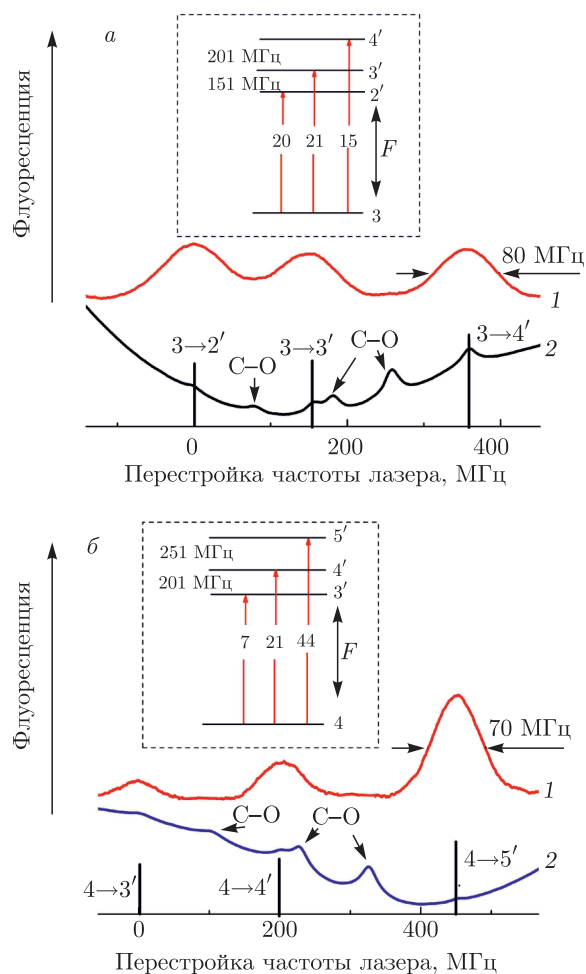 а
4′
201 МГц
3′
151 МГц
2′
20 21 15
F
3
Флуоресценция
80 МГц
1
3→2′
C–O
3→3′
C–O
3→4′
2
0 200 400
Перестройка частоты лазера, МГц
б
5′
251 МГц
4′
201 МГц
3′
7 21 44
F
4
Флуоресценция
70 МГц
1
C–O
C–O
4→3′
4→4′
4→5′
2
0 200 400
Перестройка частоты лазера, МГц